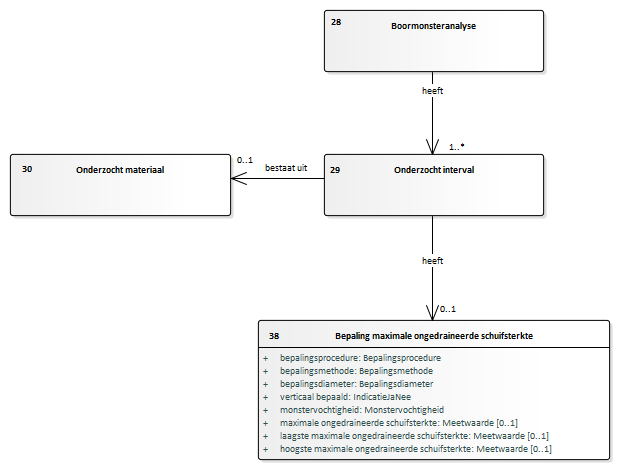 28
Boormonsteranalyse
heeft
1..*
30
Onderzocht materiaal
0..1
bestaat uit
29
Onderzocht interval
heeft
0..1
38
Bepaling maximale ongedraineerde schuifsterkte
+ bepalingsprocedure: Bepalingsprocedure
+ bepalingsmethode: Bepalingsmethode
+ bepalingsdiameter: Bepalingsdiameter
+ verticaal bepaald: IndicatieJaNee
+ monstervochtigheid: Monstervochtigheid
+ maximale ongedraineerde schuifsterkte: Meetwaarde [0..1]
+ laagste maximale ongedraineerde schuifsterkte: Meetwaarde [0..1]
+ hoogste maximale ongedraineerde schuifsterkte: Meetwaarde [0..1]